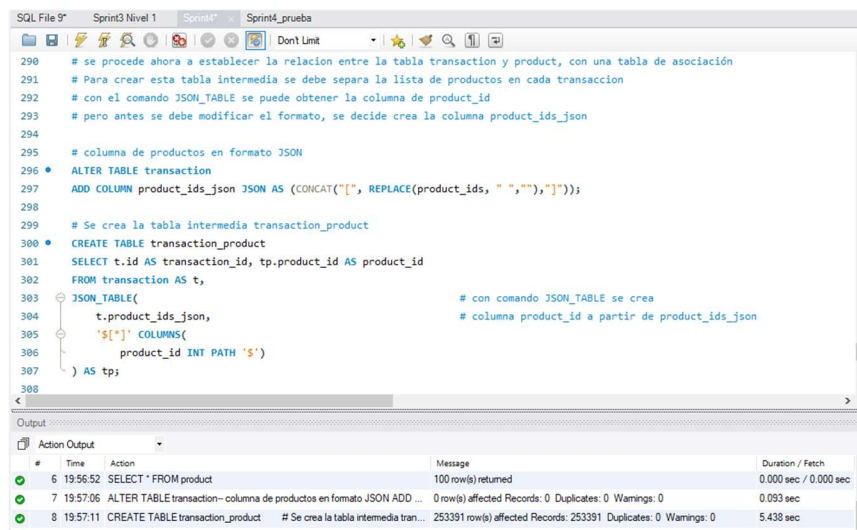 SQL File 9*   Sprint3 Nivel 1   Sprint4*   ×   Sprint4_prueba
Don't Limit
290 # se procede ahora a establecer la relacion entre la tabla transaction y product, con una tabla de asociación
291 # Para crear esta tabla intermedia se debe separa la lista de productos en cada transaccion
292 # con el comando JSON_TABLE se puede obtener la columna de product_id
293 # pero antes se debe modificar el formato, se decide crea la columna product_ids_json
294
295 # columna de productos en formato JSON
296 ALTER TABLE transaction
297 ADD COLUMN product_ids_json JSON AS (CONCAT("[", REPLACE(product_ids, " ",""),"]"));
298
299 # Se crea la tabla intermedia transaction_product
300 CREATE TABLE transaction_product
301 SELECT t.id AS transaction_id, tp.product_id AS product_id
302 FROM transaction AS t,
303 JSON_TABLE( # con comando JSON_TABLE se crea
304 t.product_ids_json, # columna product_id a partir de product_ids_json
305 '$[*]' COLUMNS(
306 product_id INT PATH '$')
307 ) AS tp;
308
Output
Action Output
# Time Action Message Duration / Fetch
6 19:56:52 SELECT * FROM product 100 row(s) returned 0.000 sec / 0.000 sec
7 19:57:06 ALTER TABLE transaction-- columna de productos en formato JSON ADD ... 0 row(s) affected Records: 0 Duplicates: 0 Warnings: 0 0.093 sec
8 19:57:11 CREATE TABLE transaction_product # Se crea la tabla intermedia tran... 253391 row(s) affected Records: 253391 Duplicates: 0 Warnings: 0 5.438 sec